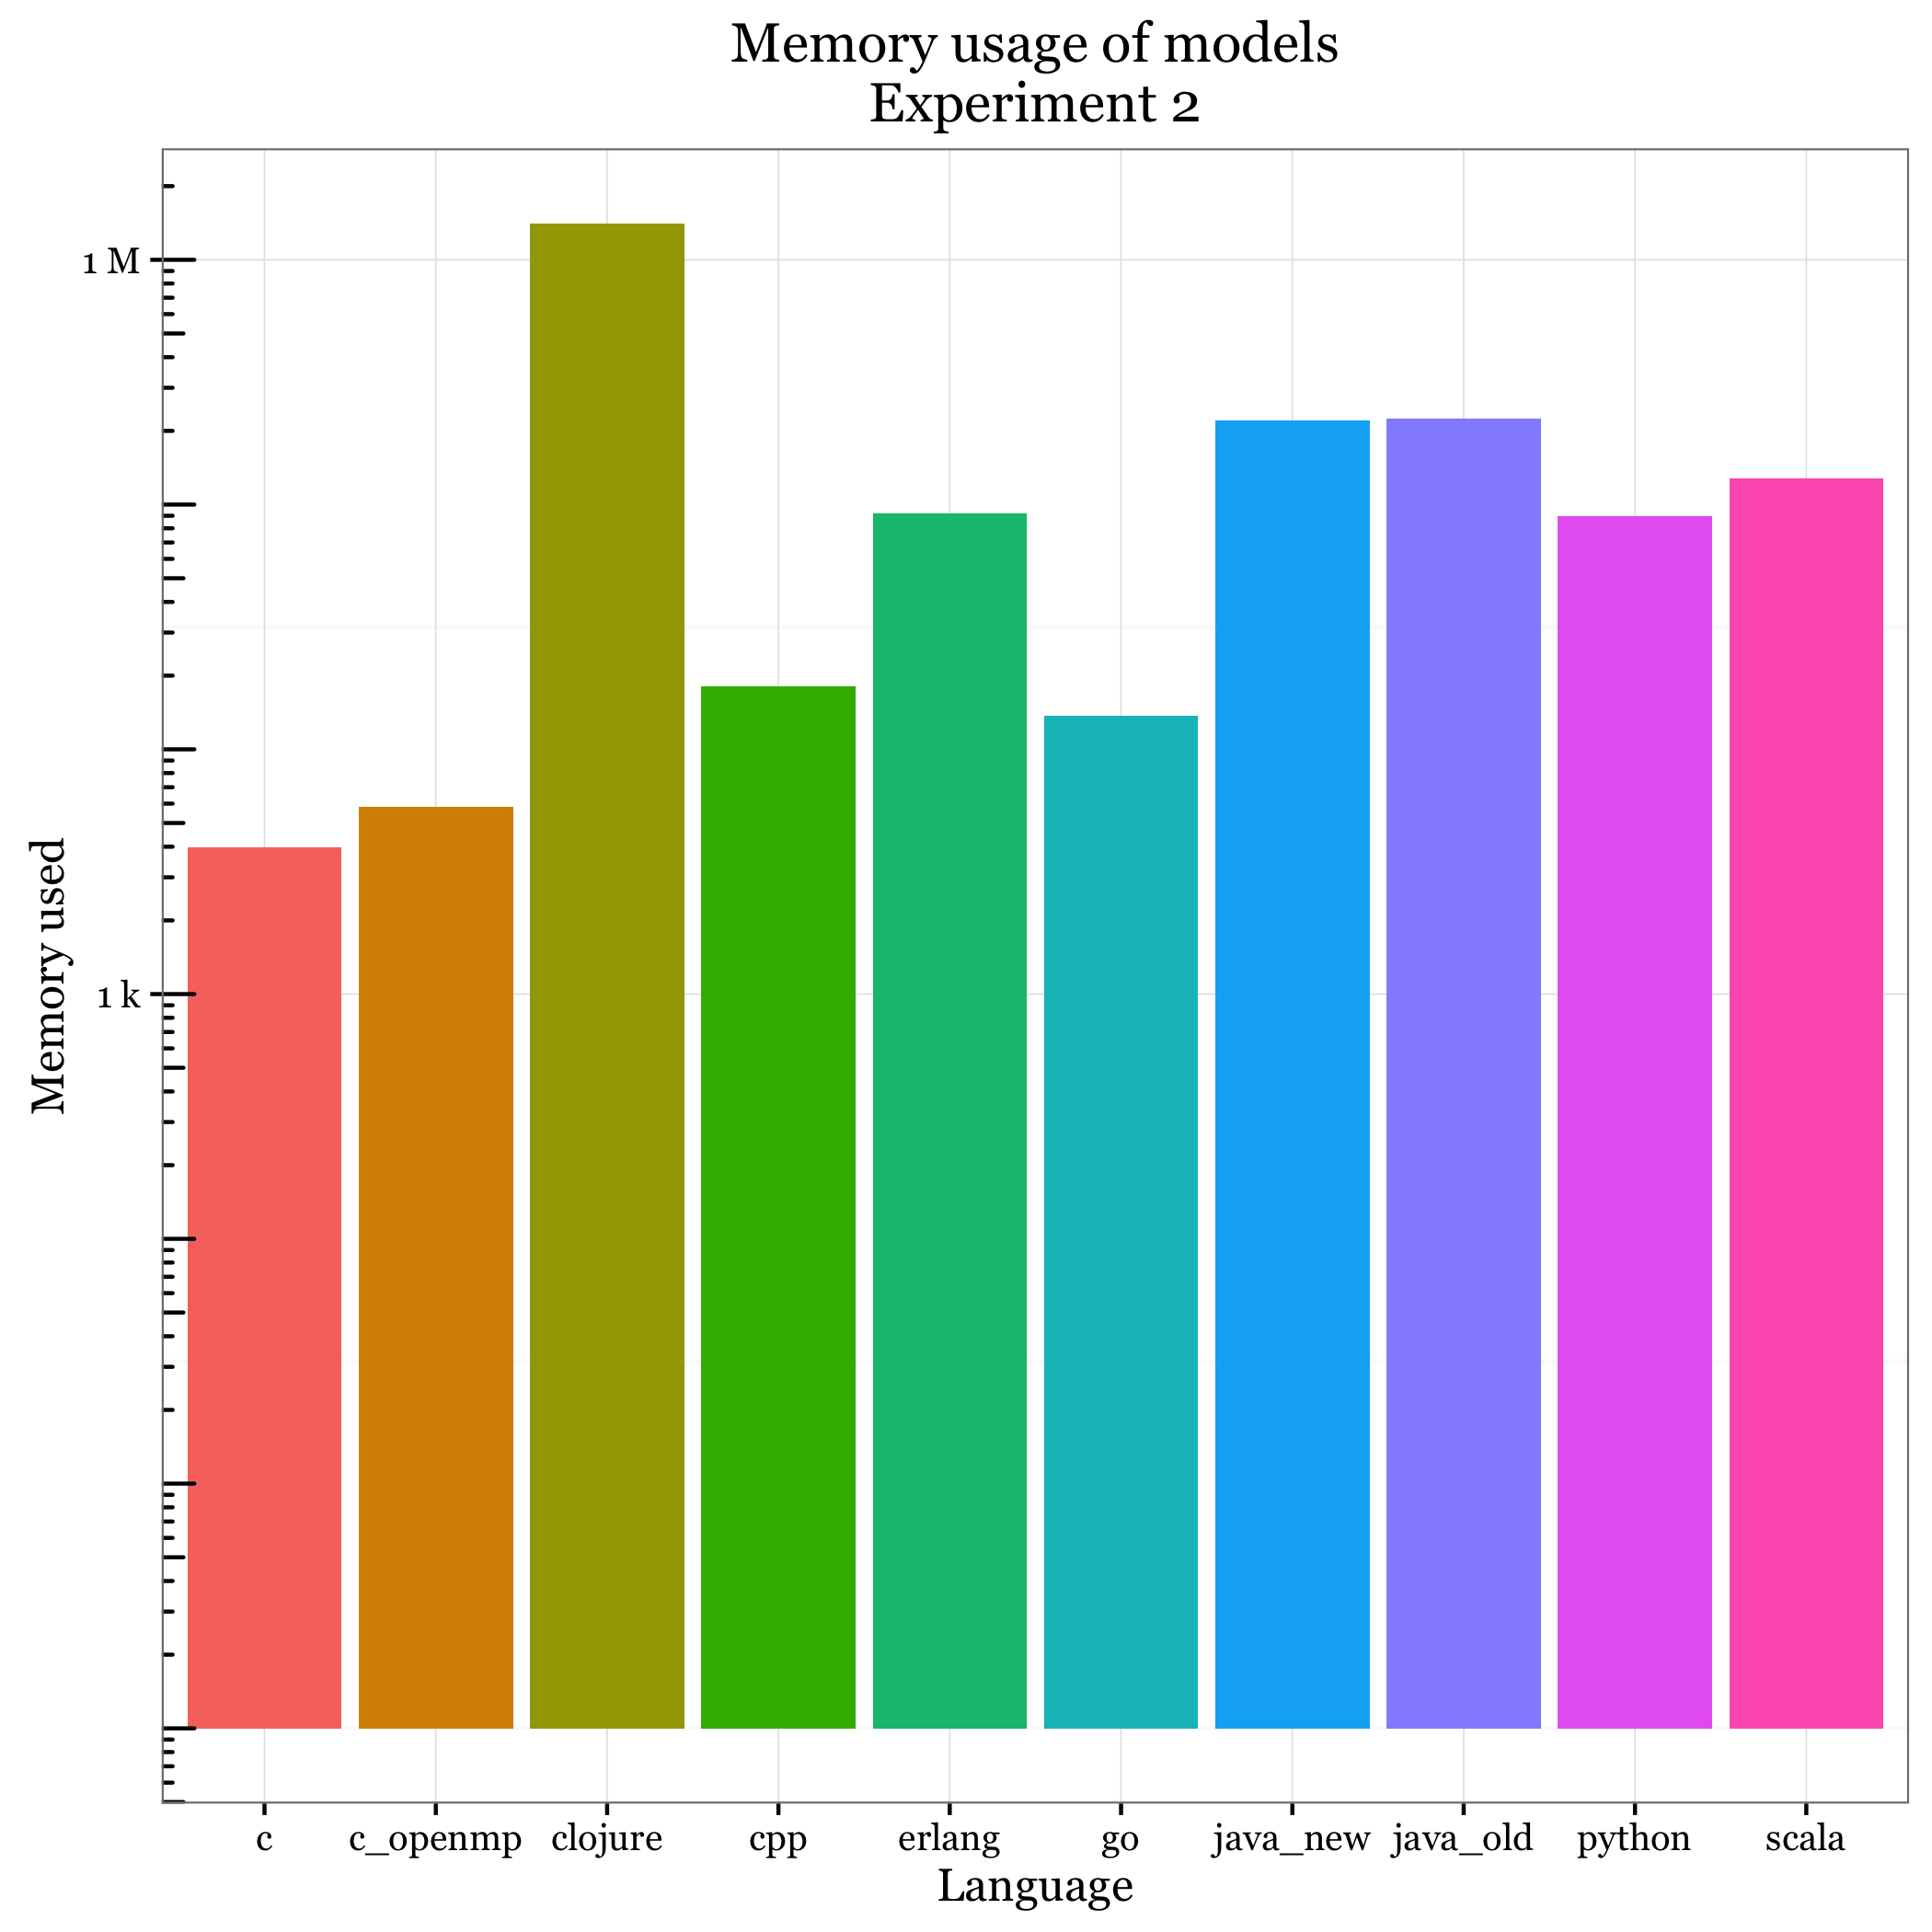 Memory usage of models
Experiment 2
1 M
1 k
Memory used
c c_openmp clojure cpp erlang go java_new java_old python scala
Language